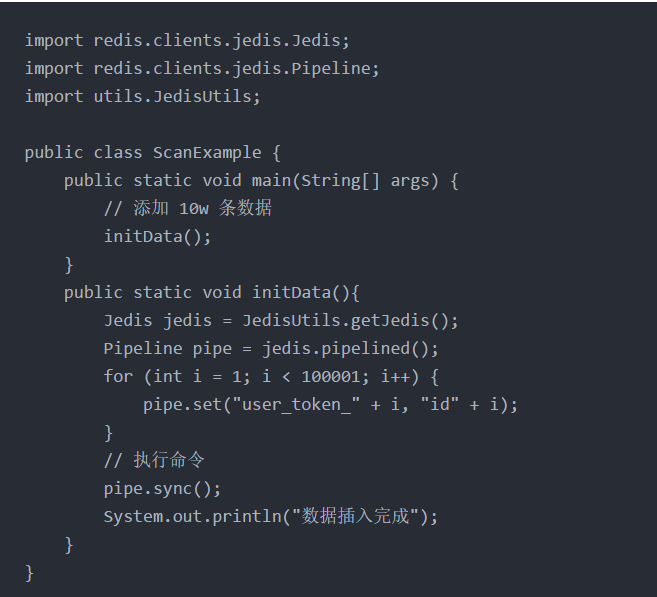 import redis.clients.jedis.Jedis;
import redis.clients.jedis.Pipeline;
import utils.JedisUtils;

public class ScanExample {
    public static void main(String[] args) {
        // 添加 10w 条数据
        initData();
    }
    public static void initData(){
        Jedis jedis = JedisUtils.getJedis();
        Pipeline pipe = jedis.pipelined();
        for (int i = 1; i < 100001; i++) {
            pipe.set("user_token_" + i, "id" + i);
        }
        // 执行命令
        pipe.sync();
        System.out.println("数据插入完成");
    }
}